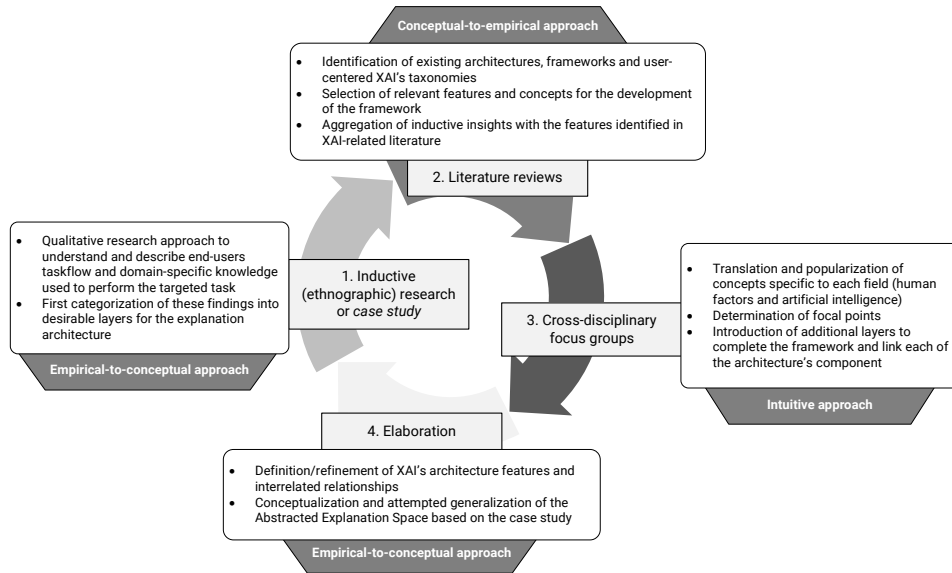 Conceptual-to-empirical approach
• Identification of existing architectures, frameworks and user-
centered XAI's taxonomies
• Selection of relevant features and concepts for the development
of the framework
• Aggregation of inductive insights with the features identified in
XAI-related literature
2. Literature reviews
• Qualitative research approach to
understand and describe end-users
taskflow and domain-specific knowledge
used to perform the targeted task
• First categorization of these findings into
desirable layers for the explanation
architecture
Empirical-to-conceptual approach
1. Inductive
(ethnographic) research
or case study
3. Cross-disciplinary
focus groups
• Translation and popularization of
concepts specific to each field (human
factors and artificial intelligence)
• Determination of focal points
• Introduction of additional layers to
complete the framework and link each of
the architecture's component
Intuitive approach
4. Elaboration
• Definition/refinement of XAI's architecture features and
interrelated relationships
• Conceptualization and attempted generalization of the
Abstracted Explanation Space based on the case study
Empirical-to-conceptual approach